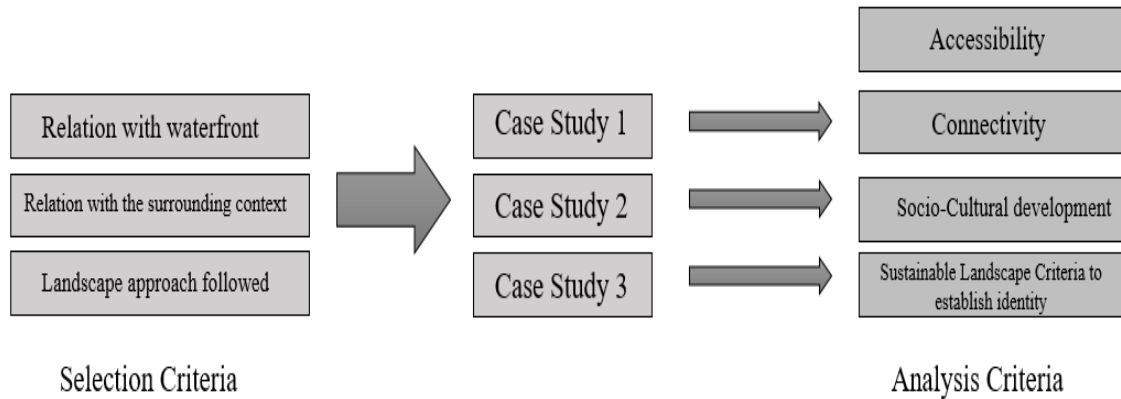 Relation with waterfront
Relation with the surrounding context
Landscape approach followed
Selection Criteria
Case Study 1
Case Study 2
Case Study 3
Accessibility
Connectivity
Socio-Cultural development
Sustainable Landscape Criteria to
establish identity
Analysis Criteria